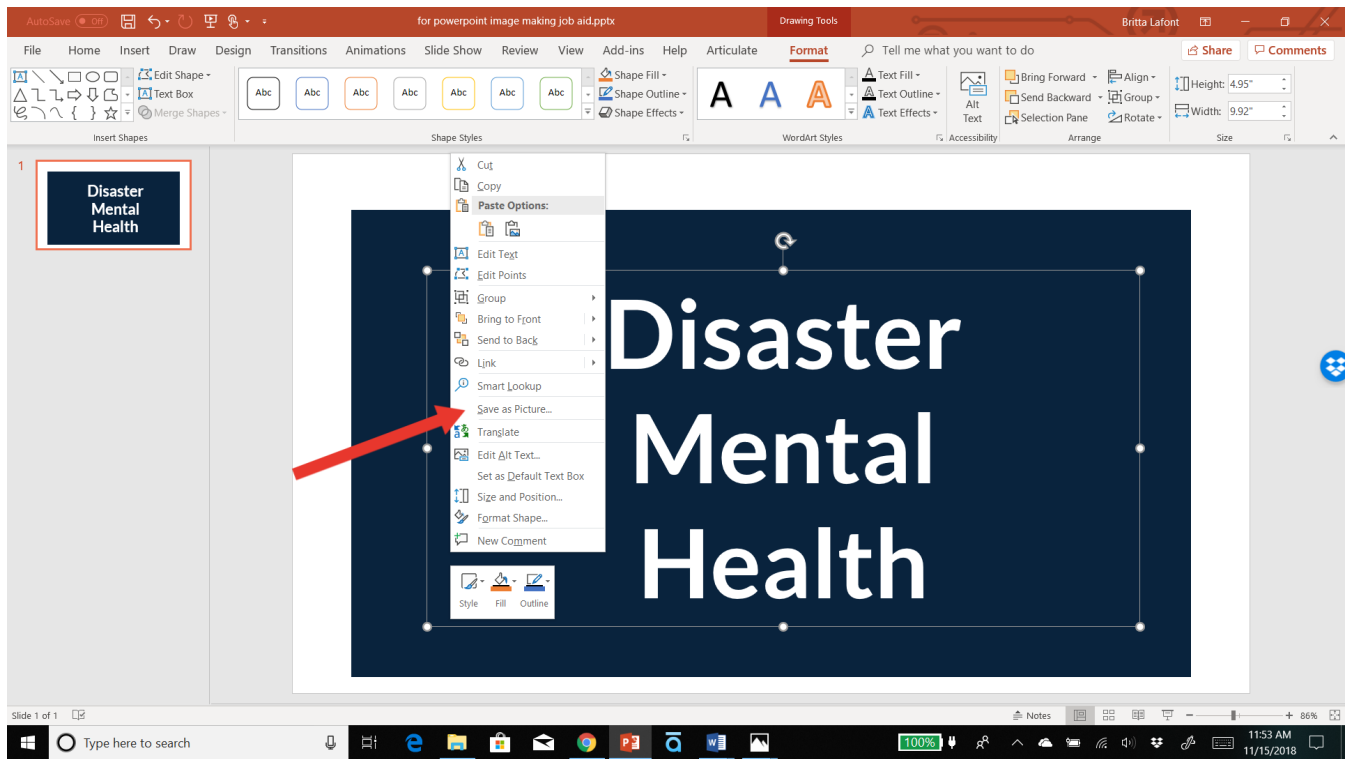 AutoSave Off for powerpoint image making job aid.pptx Drawing Tools Britta Lafont
File Home Insert Draw Design Transitions Animations Slide Show Review View Add-ins Help Articulate Format Tell me what you want to do Share Comments
Edit Shape
Text Box
Merge Shapes
Insert Shapes
Abc Abc Abc Abc Abc Abc Abc
Shape Fill
Shape Outline
Shape Effects
Shape Styles
A A A
Text Fill
Text Outline
Text Effects
WordArt Styles
Alt
Text
Accessibility
Bring Forward
Send Backward
Selection Pane
Align
Group
Rotate
Arrange
Height: 4.95"
Width: 9.92"
Size
1
Disaster
Mental
Health
Cut
Copy
Paste Options:
Edit Text
Edit Points
Group
Bring to Front
Send to Back
Link
Smart Lookup
Save as Picture...
Translate
Edit Alt Text...
Set as Default Text Box
Size and Position...
Format Shape...
New Comment
Style Fill Outline
Disaster
Mental
Health
Slide 1 of 1 Notes 86%
Type here to search 100% 11:53 AM
11/15/2018